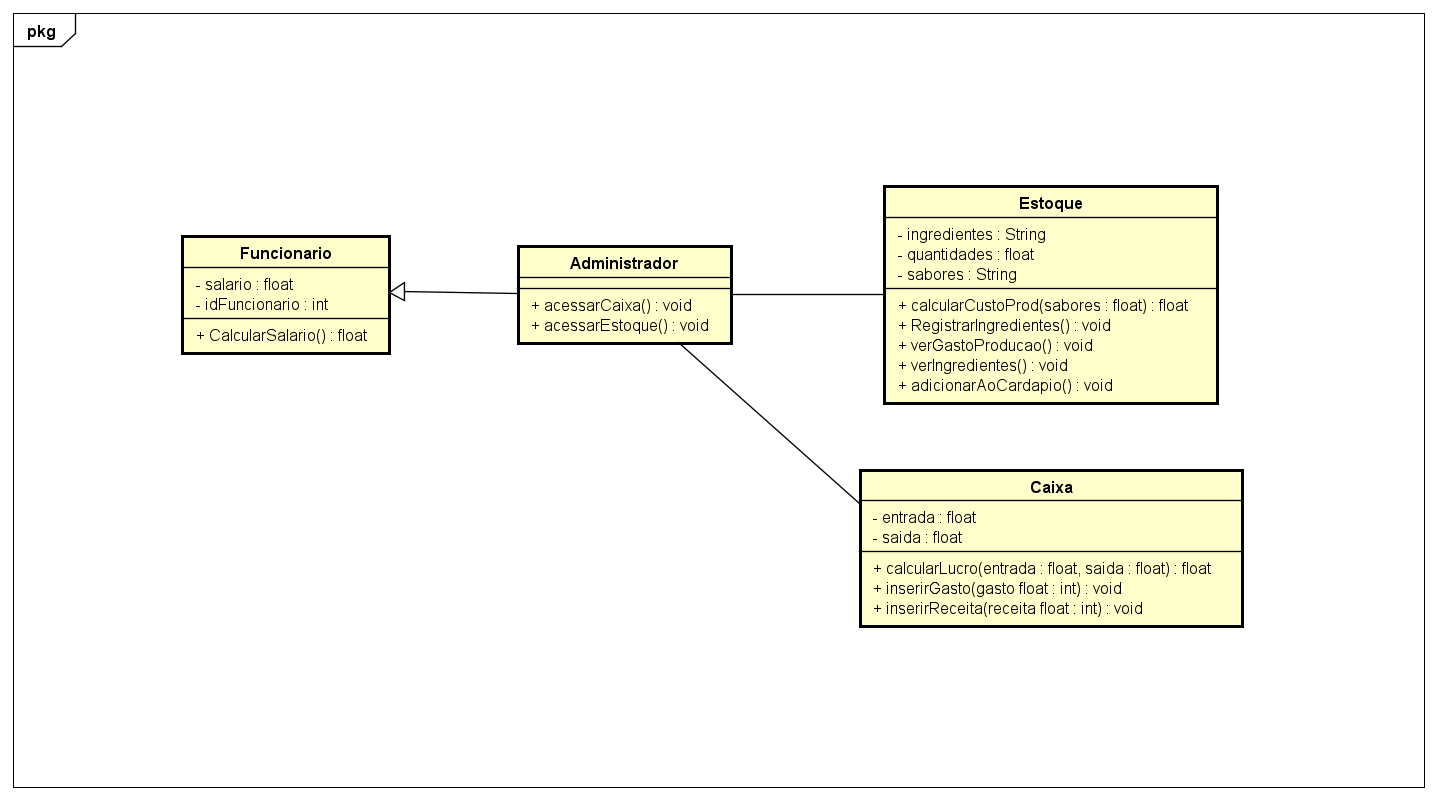 pkg
Funcionario
- salario : float
- idFuncionario : int
+ CalcularSalario() : float
Administrador
+ acessarCaixa() : void
+ acessarEstoque() : void
Estoque
- ingredientes : String
- quantidades : float
- sabores : String
+ calcularCustoProd(sabores : float) : float
+ RegistrarIngredientes() : void
+ verGastoProducao() : void
+ verIngredientes() : void
+ adicionarAoCardapio() : void
Caixa
- entrada : float
- saida : float
+ calcularLucro(entrada : float, saida : float) : float
+ inserirGasto(gasto float : int) : void
+ inserirReceita(receita float : int) : void